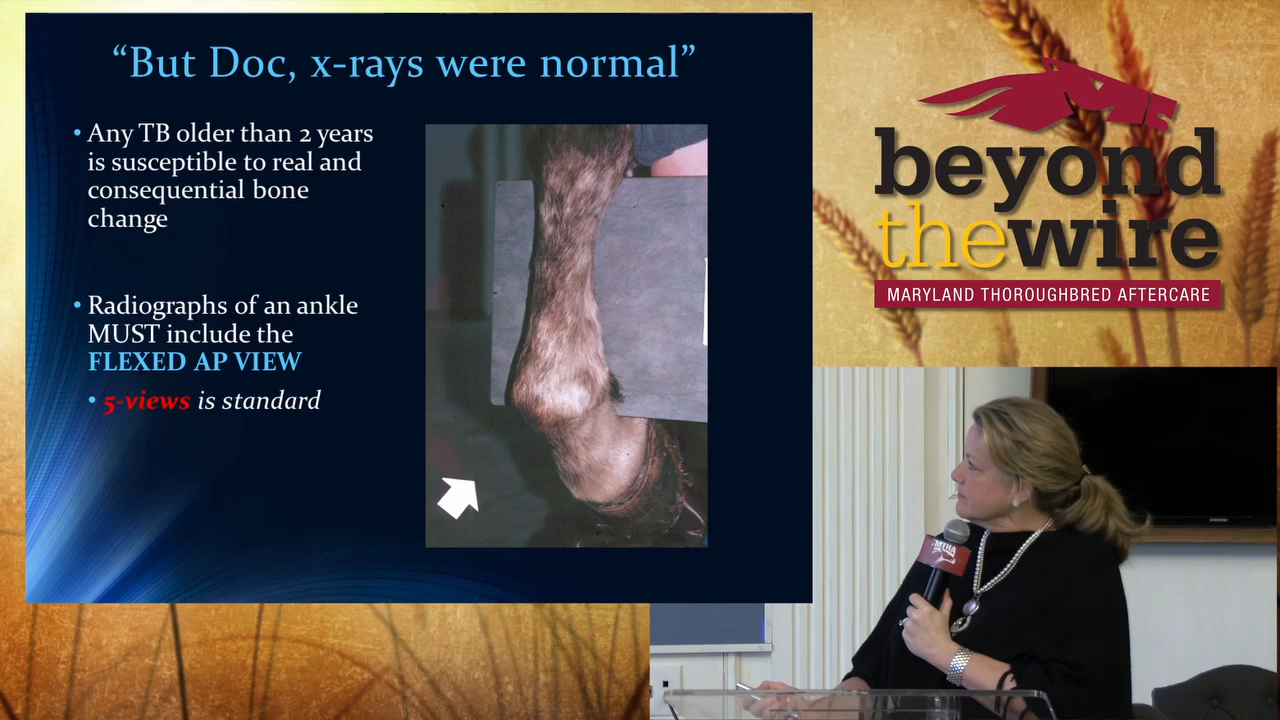 “But Doc, x-rays were normal”
• Any TB older than 2 years
is susceptible to real and
consequential bone
change
• Radiographs of an ankle
MUST include the
FLEXED AP VIEW
• 5-views is standard
beyond
thewire
MARYLAND THOROUGHBRED AFTERCARE
MTHA